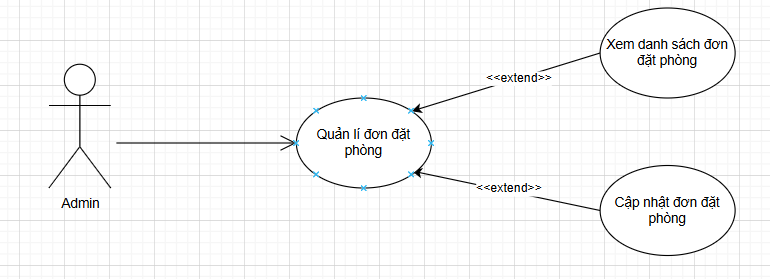 Xem danh sách đơn
đặt phòng
<<extend>>
Quản lí đơn đặt
phòng
<<extend>>
Cập nhật đơn đặt
phòng
Admin